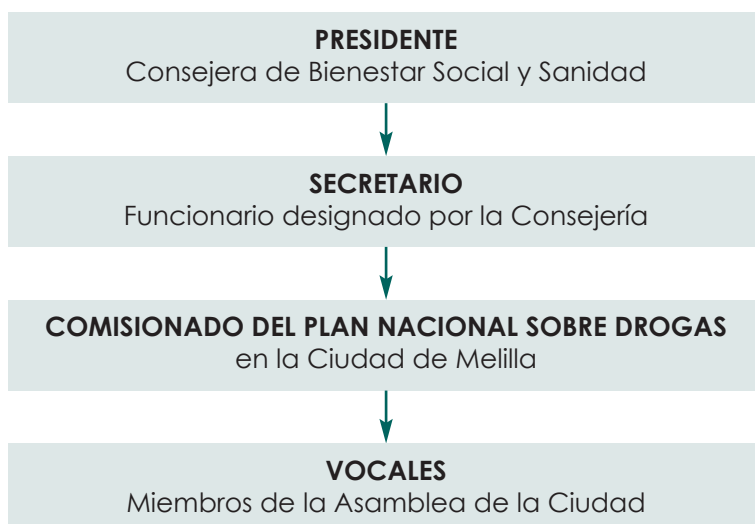 PRESIDENTE
Consejera de Bienestar Social y Sanidad
SECRETARIO
Funcionario designado por la Consejería
COMISIONADO DEL PLAN NACIONAL SOBRE DROGAS
en la Ciudad de Melilla
VOCALES
Miembros de la Asamblea de la Ciudad